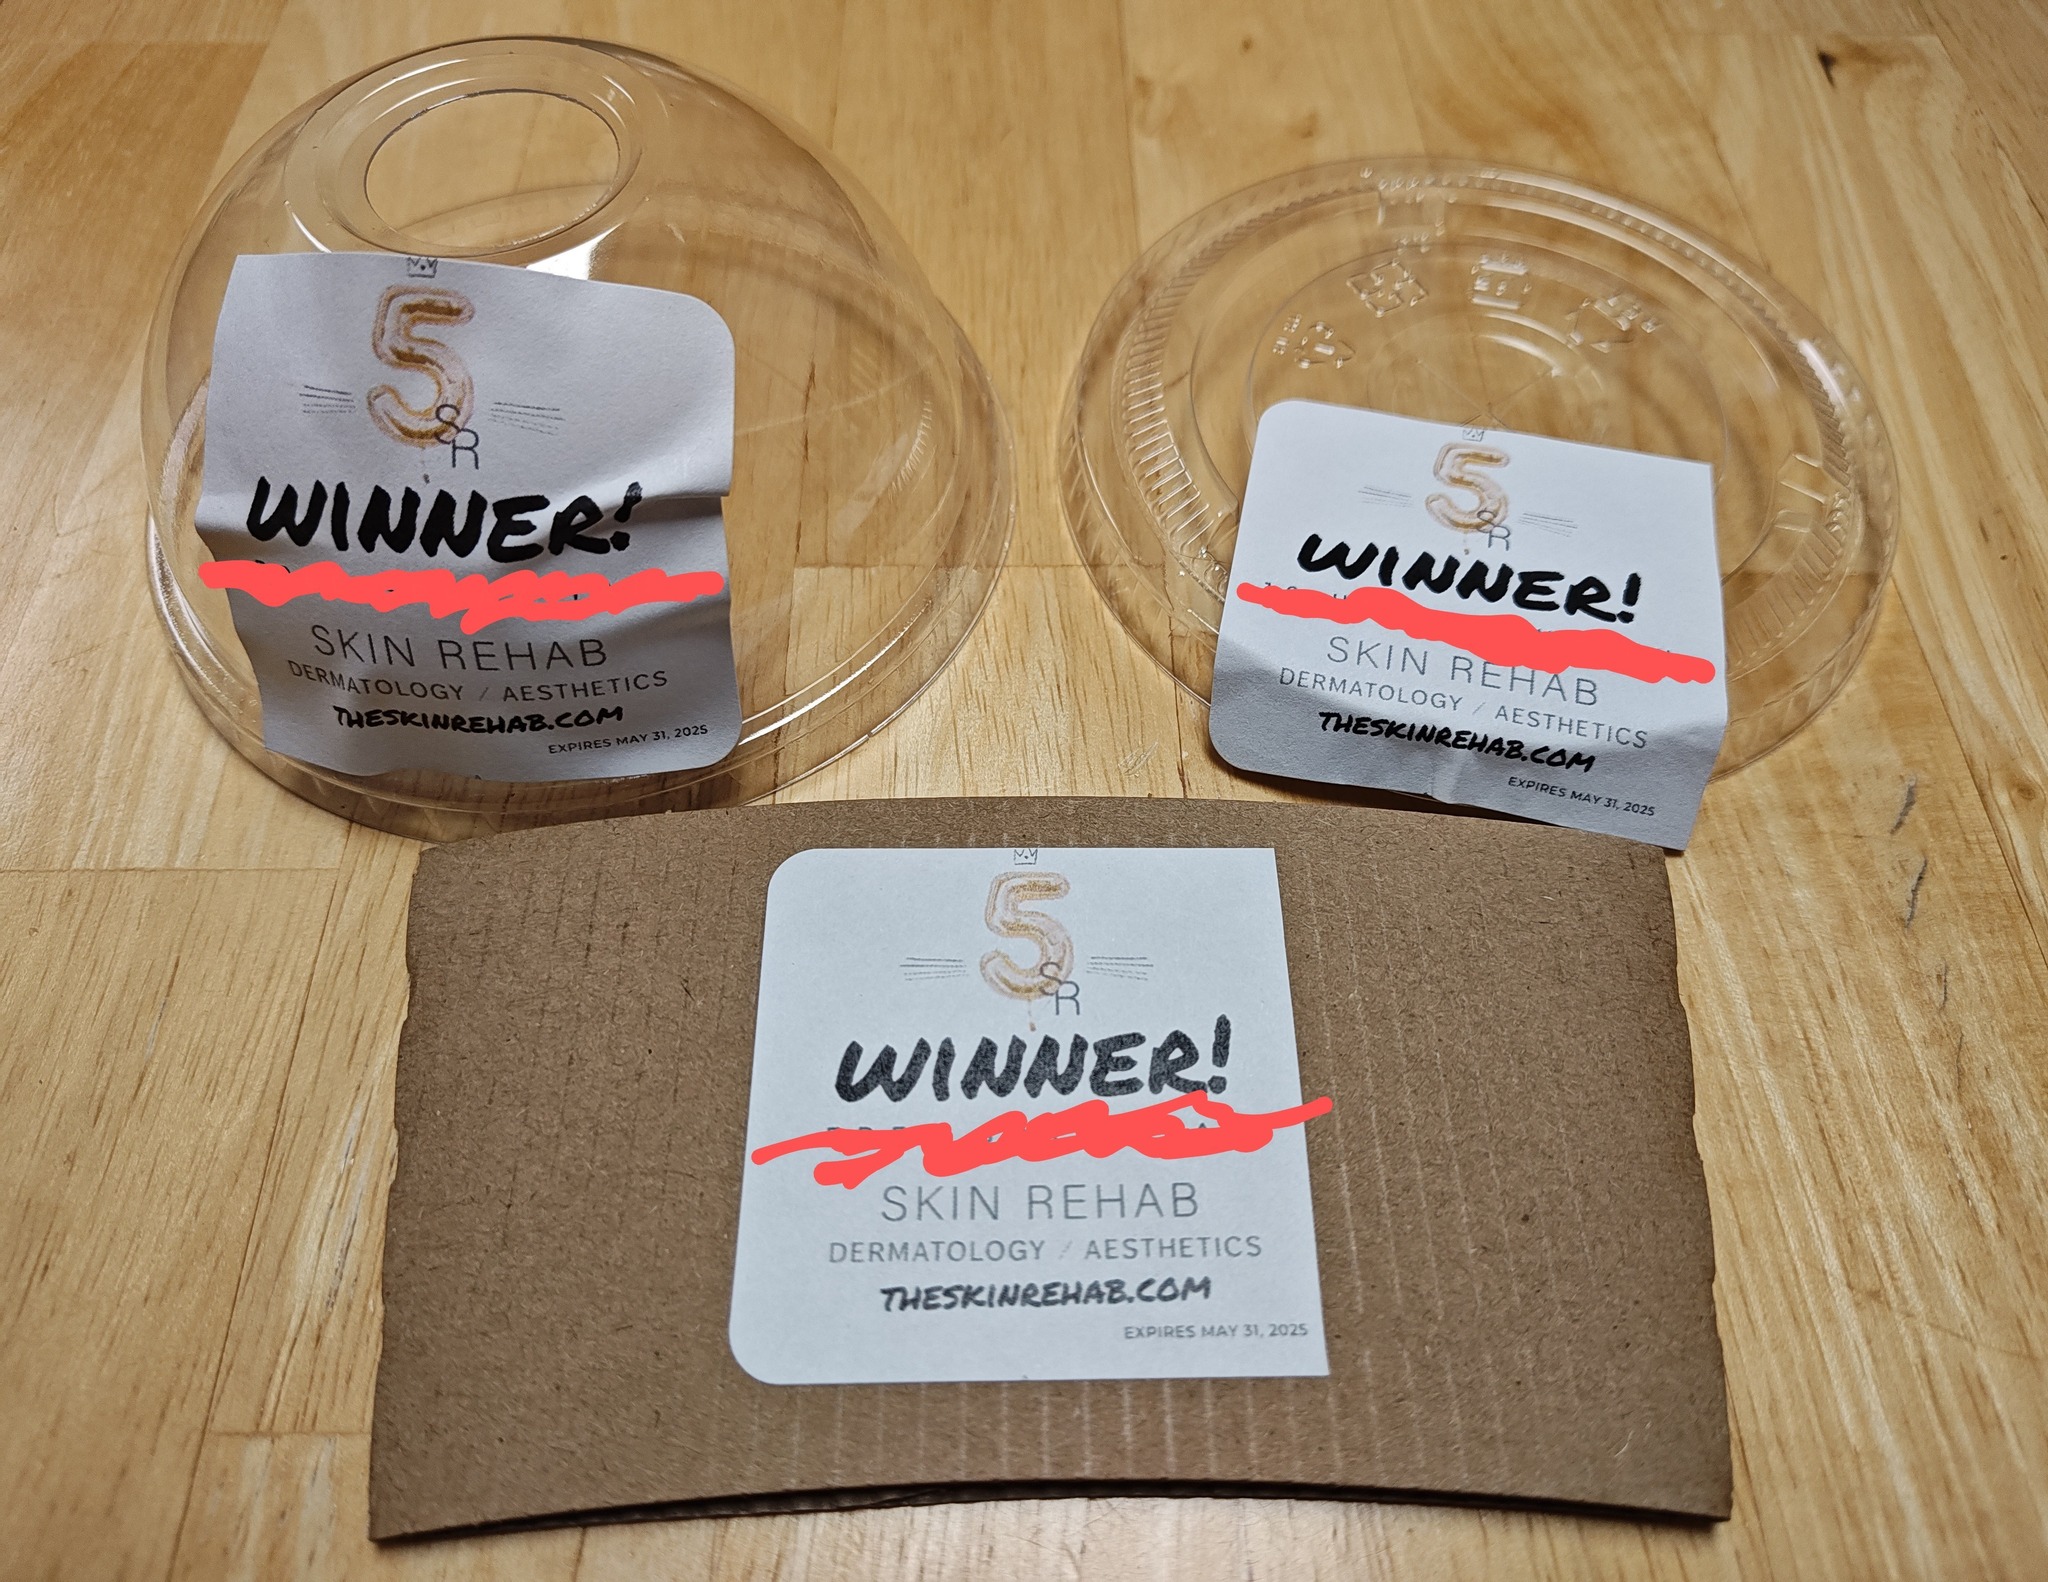 5
SR
WINNER!
SKIN REHAB
DERMATOLOGY / AESTHETICS
THESKINREHAB.COM
EXPIRES MAY 31, 2025
5
SR
WINNER!
SKIN REHAB
DERMATOLOGY / AESTHETICS
THESKINREHAB.COM
EXPIRES MAY 31, 2025
5
SR
WINNER!
SKIN REHAB
DERMATOLOGY / AESTHETICS
THESKINREHAB.COM
EXPIRES MAY 31, 2025